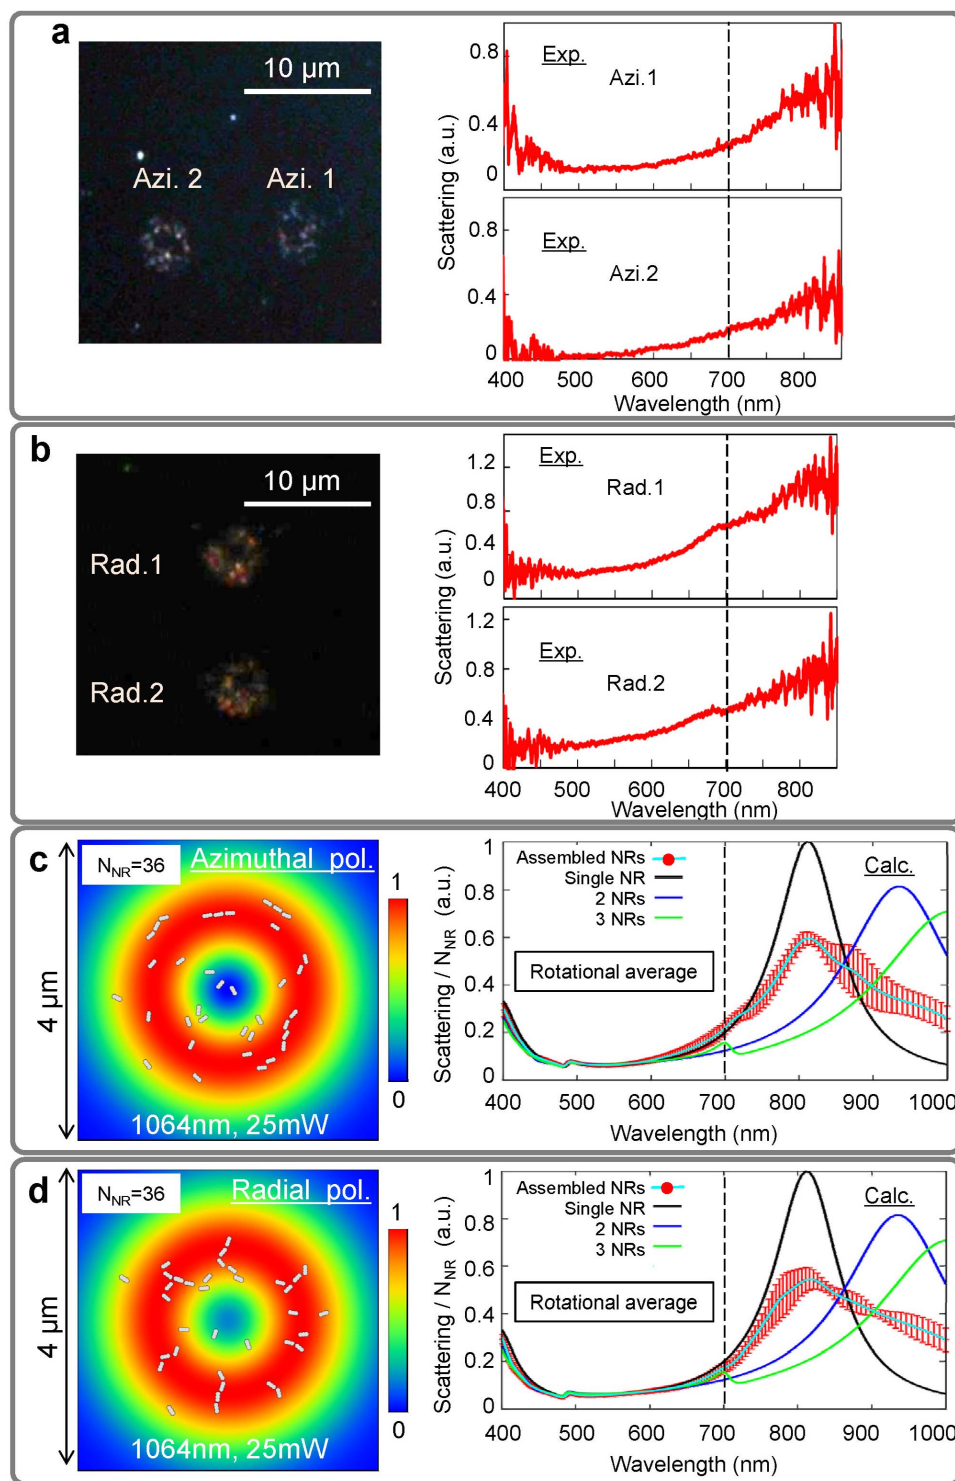 a
10 µm
Azi. 2
Azi. 1
Exp.
Azi.1
0.8
0.4
0
Exp.
Azi.2
0.8
0.4
0
Scattering (a.u.)
400 500 600 700 800
Wavelength (nm)
b
10 µm
Rad.1
Rad.2
Exp.
Rad.1
1.2
0.8
0.4
0
Exp.
Rad.2
1.2
0.8
0.4
0
Scattering (a.u.)
400 500 600 700 800
Wavelength (nm)
c
4 µm
NNR=36
Azimuthal pol.
1064nm, 25mW
1
0
Scattering / NNR (a.u.)
1
0.8
0.6
0.4
0.2
0
Assembled NRs
Single NR
2 NRs
3 NRs
Calc.
Rotational average
400 500 600 700 800 900 1000
Wavelength (nm)
d
4 µm
NNR=36
Radial pol.
1064nm, 25mW
1
0
Scattering / NNR (a.u.)
1
0.8
0.6
0.4
0.2
0
Assembled NRs
Single NR
2 NRs
3 NRs
Calc.
Rotational average
400 500 600 700 800 900 1000
Wavelength (nm)